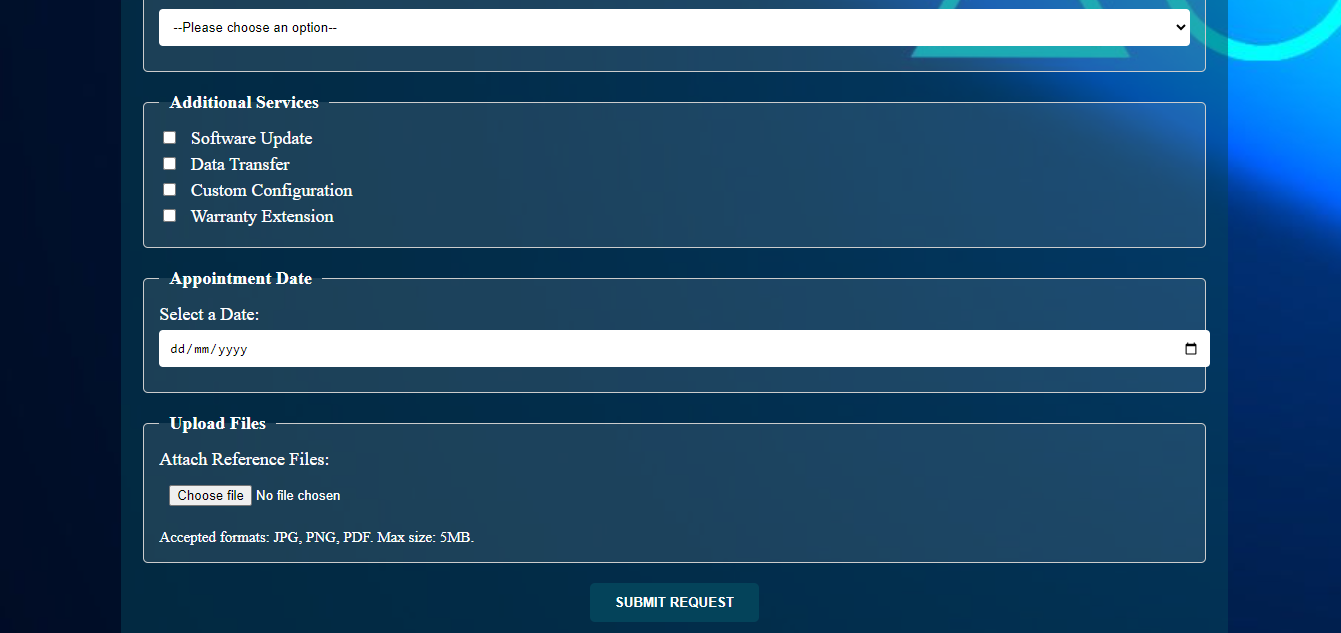 --Please choose an option--
Additional Services
Software Update
Data Transfer
Custom Configuration
Warranty Extension
Appointment Date
Select a Date:
dd/mm/yyyy
Upload Files
Attach Reference Files:
Choose file No file chosen
Accepted formats: JPG, PNG, PDF. Max size: 5MB.
SUBMIT REQUEST